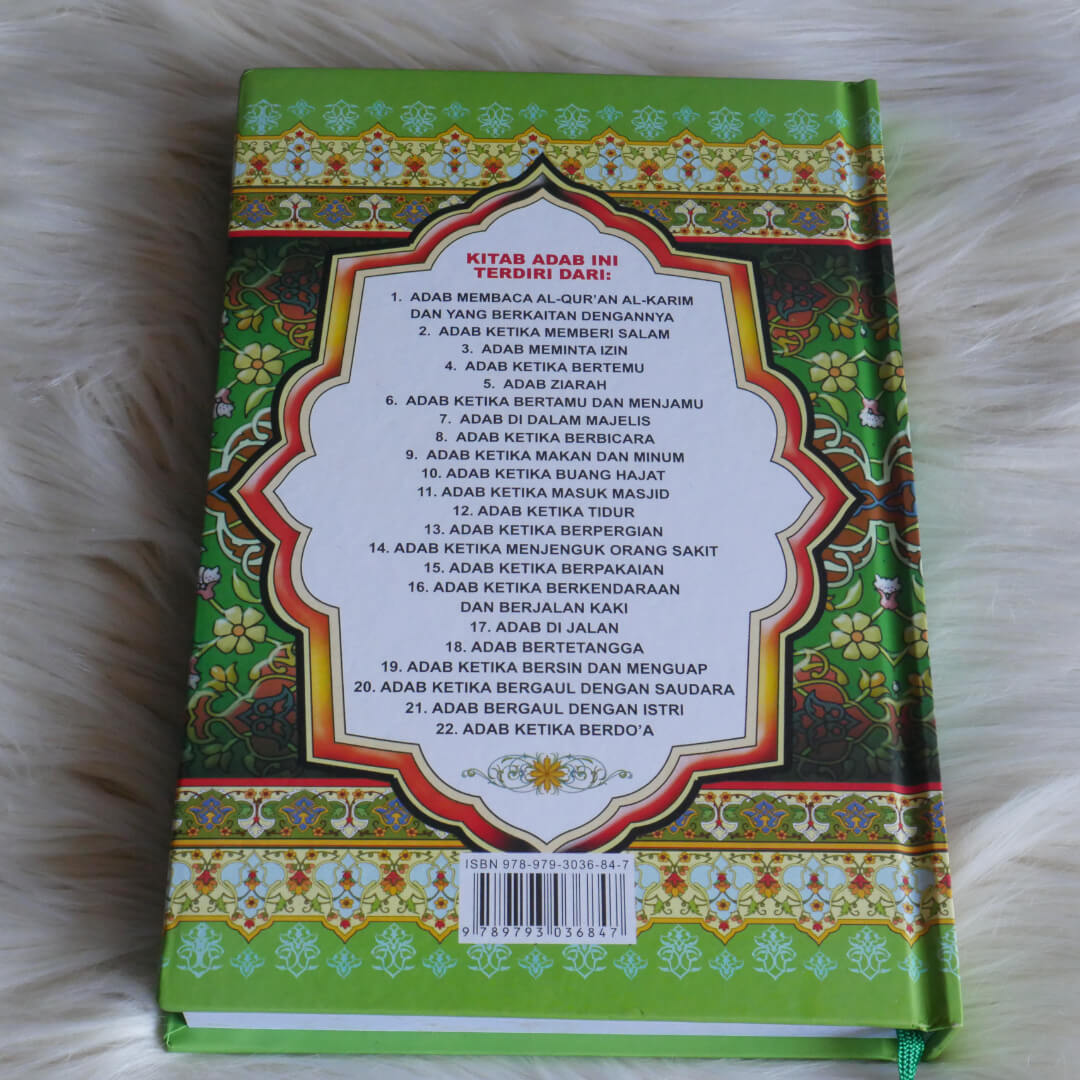 KITAB ADAB INI
TERDIRI DARI:
1. ADAB MEMBACA AL-QUR'AN AL-KARIM
DAN YANG BERKAITAN DENGANNYA
2. ADAB KETIKA MEMBERI SALAM
3. ADAB MEMINTA IZIN
4. ADAB KETIKA BERTEMU
5. ADAB ZIARAH
6. ADAB KETIKA BERTAMU DAN MENJAMU
7. ADAB DI DALAM MAJELIS
8. ADAB KETIKA BERBICARA
9. ADAB KETIKA MAKAN DAN MINUM
10. ADAB KETIKA BUANG HAJAT
11. ADAB KETIKA MASUK MASJID
12. ADAB KETIKA TIDUR
13. ADAB KETIKA BERPERGIAN
14. ADAB KETIKA MENJENGUK ORANG SAKIT
15. ADAB KETIKA BERPAKAIAN
16. ADAB KETIKA BERKENDARAAN
DAN BERJALAN KAKI
17. ADAB DI JALAN
18. ADAB BERTETANGGA
19. ADAB KETIKA BERSIN DAN MENGUAP
20. ADAB KETIKA BERGAUL DENGAN SAUDARA
21. ADAB BERGAUL DENGAN ISTRI
22. ADAB KETIKA BERDO'A
ISBN 978-979-3036-84-7
9 789793 036847